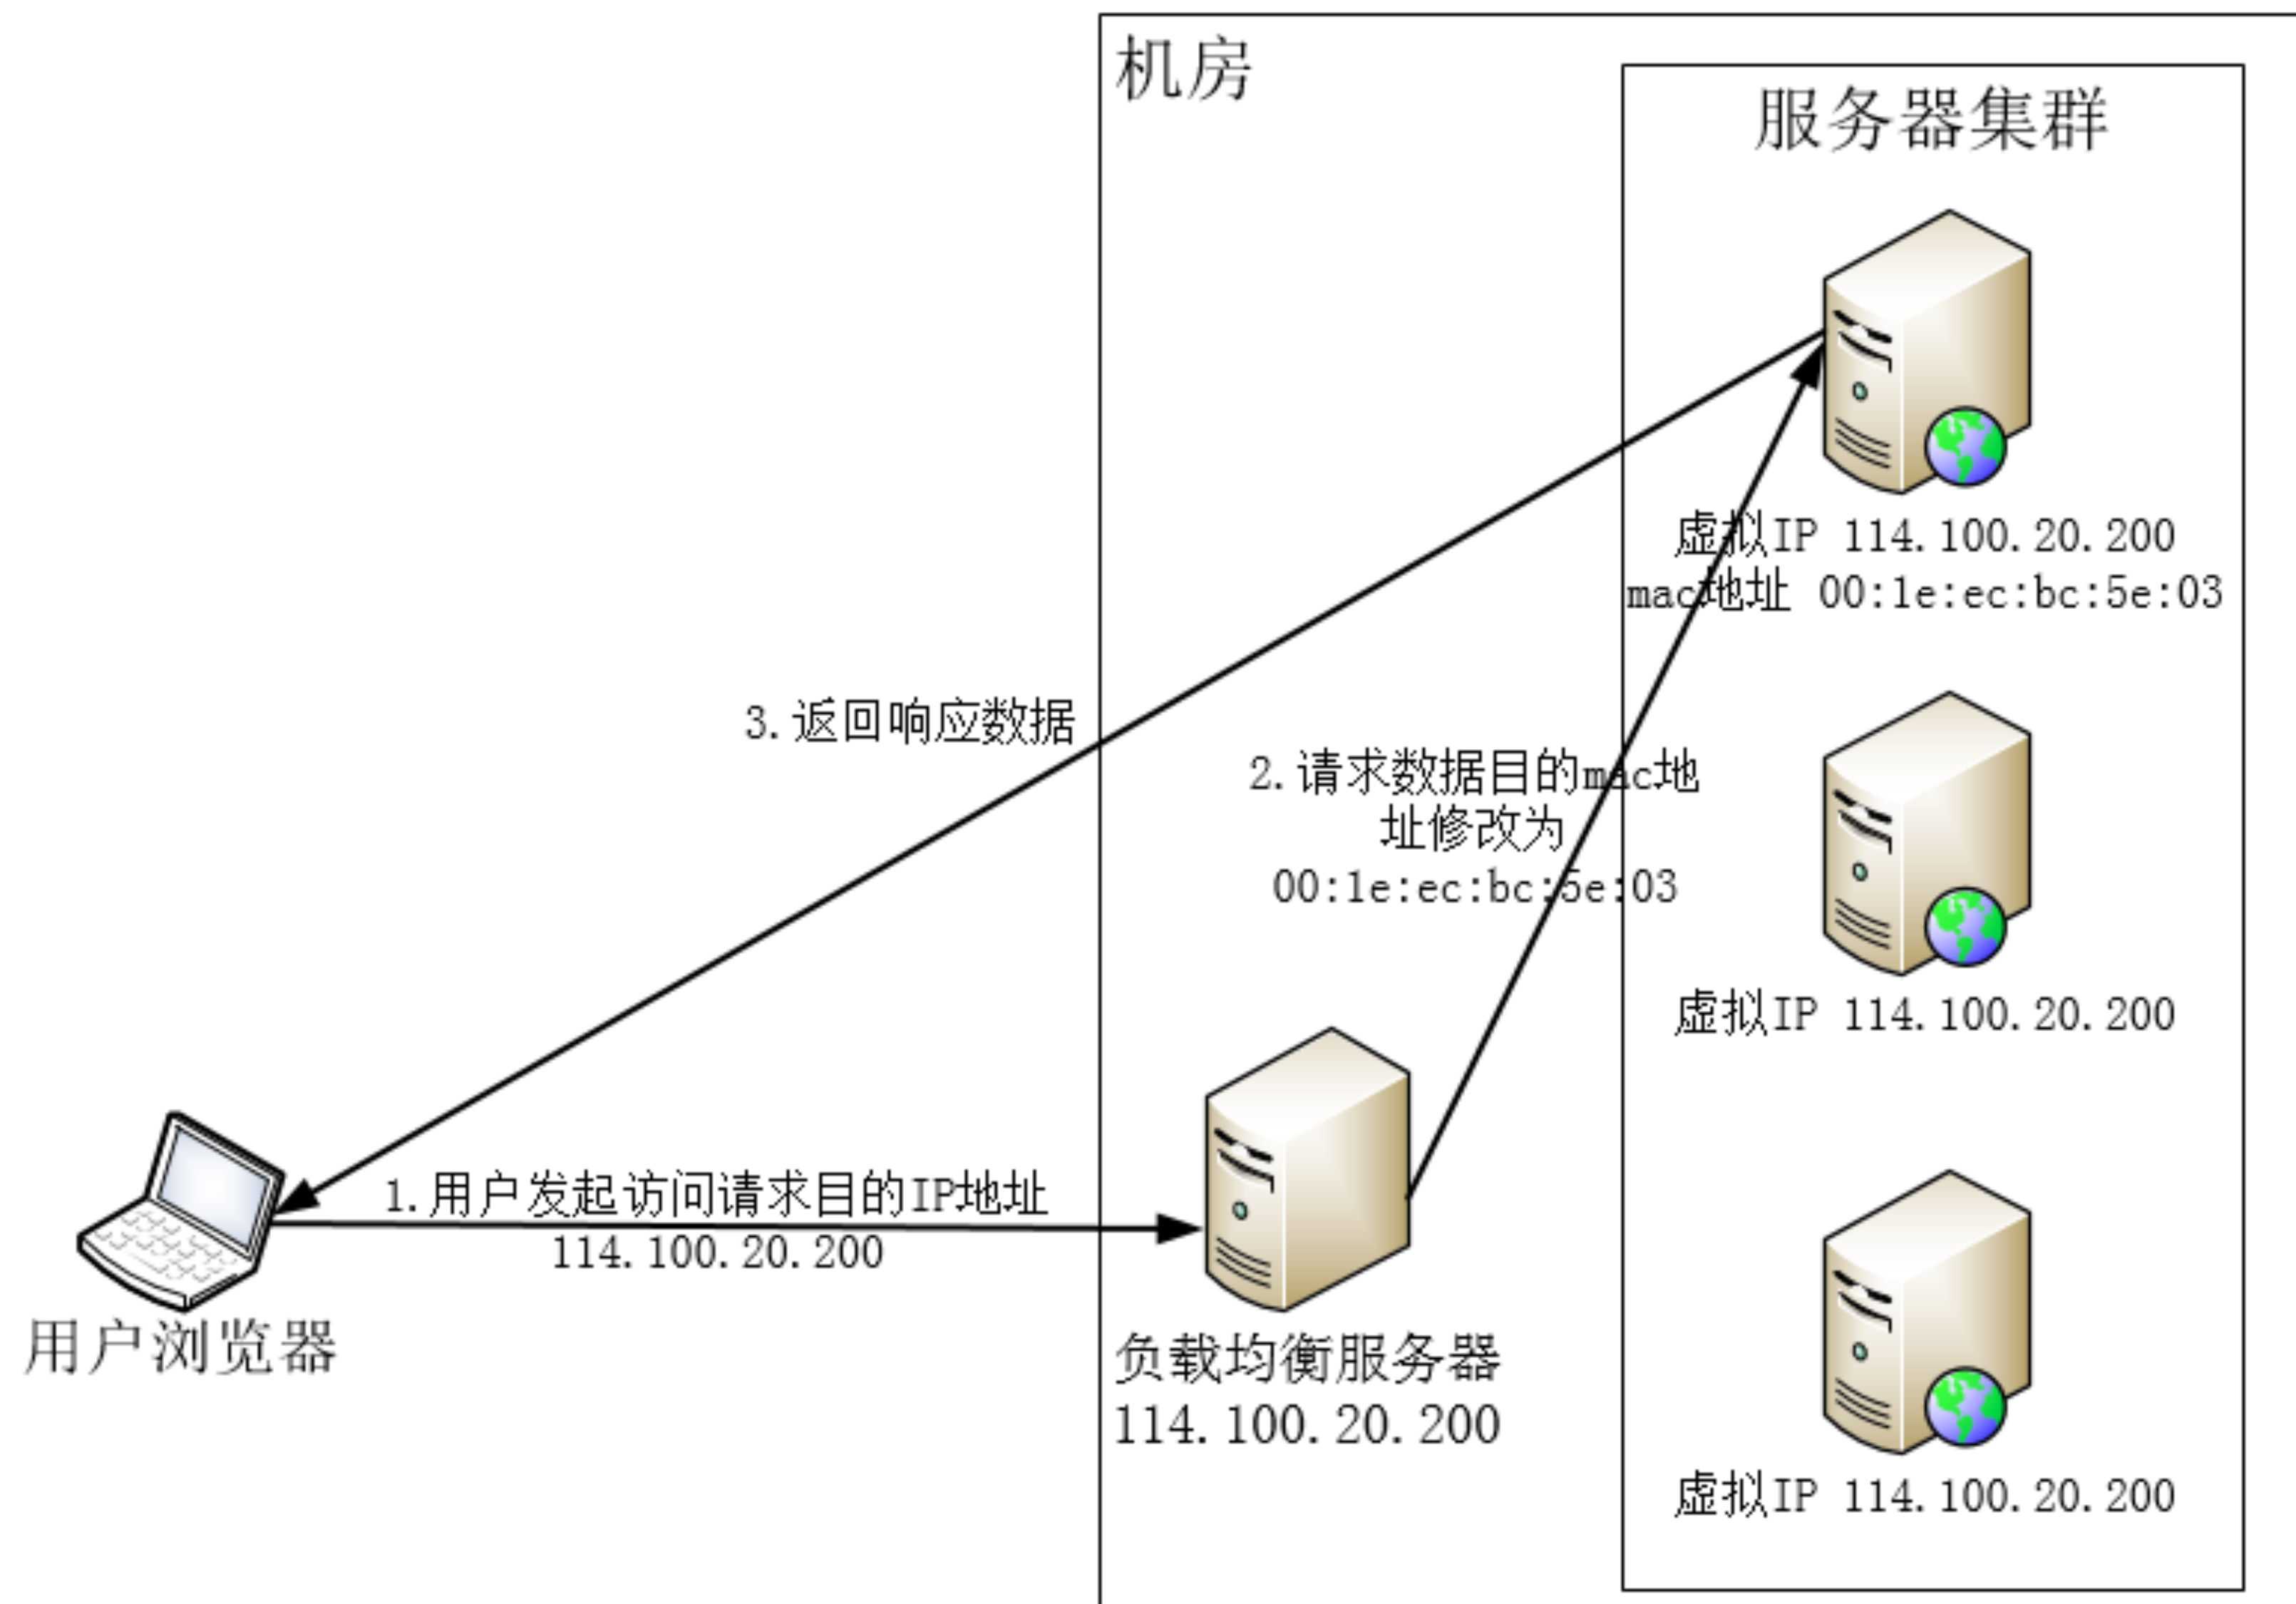 机房
服务器集群
虚拟IP 114.100.20.200
mac地址 00:1e:ec:bc:5e:03
3.返回响应数据
2.请求数据目的mac地
址修改为
00:1e:ec:bc:5e:03
虚拟IP 114.100.20.200
1.用户发起访问请求目的IP地址
114.100.20.200
用户浏览器
负载均衡服务器
114.100.20.200
虚拟IP 114.100.20.200